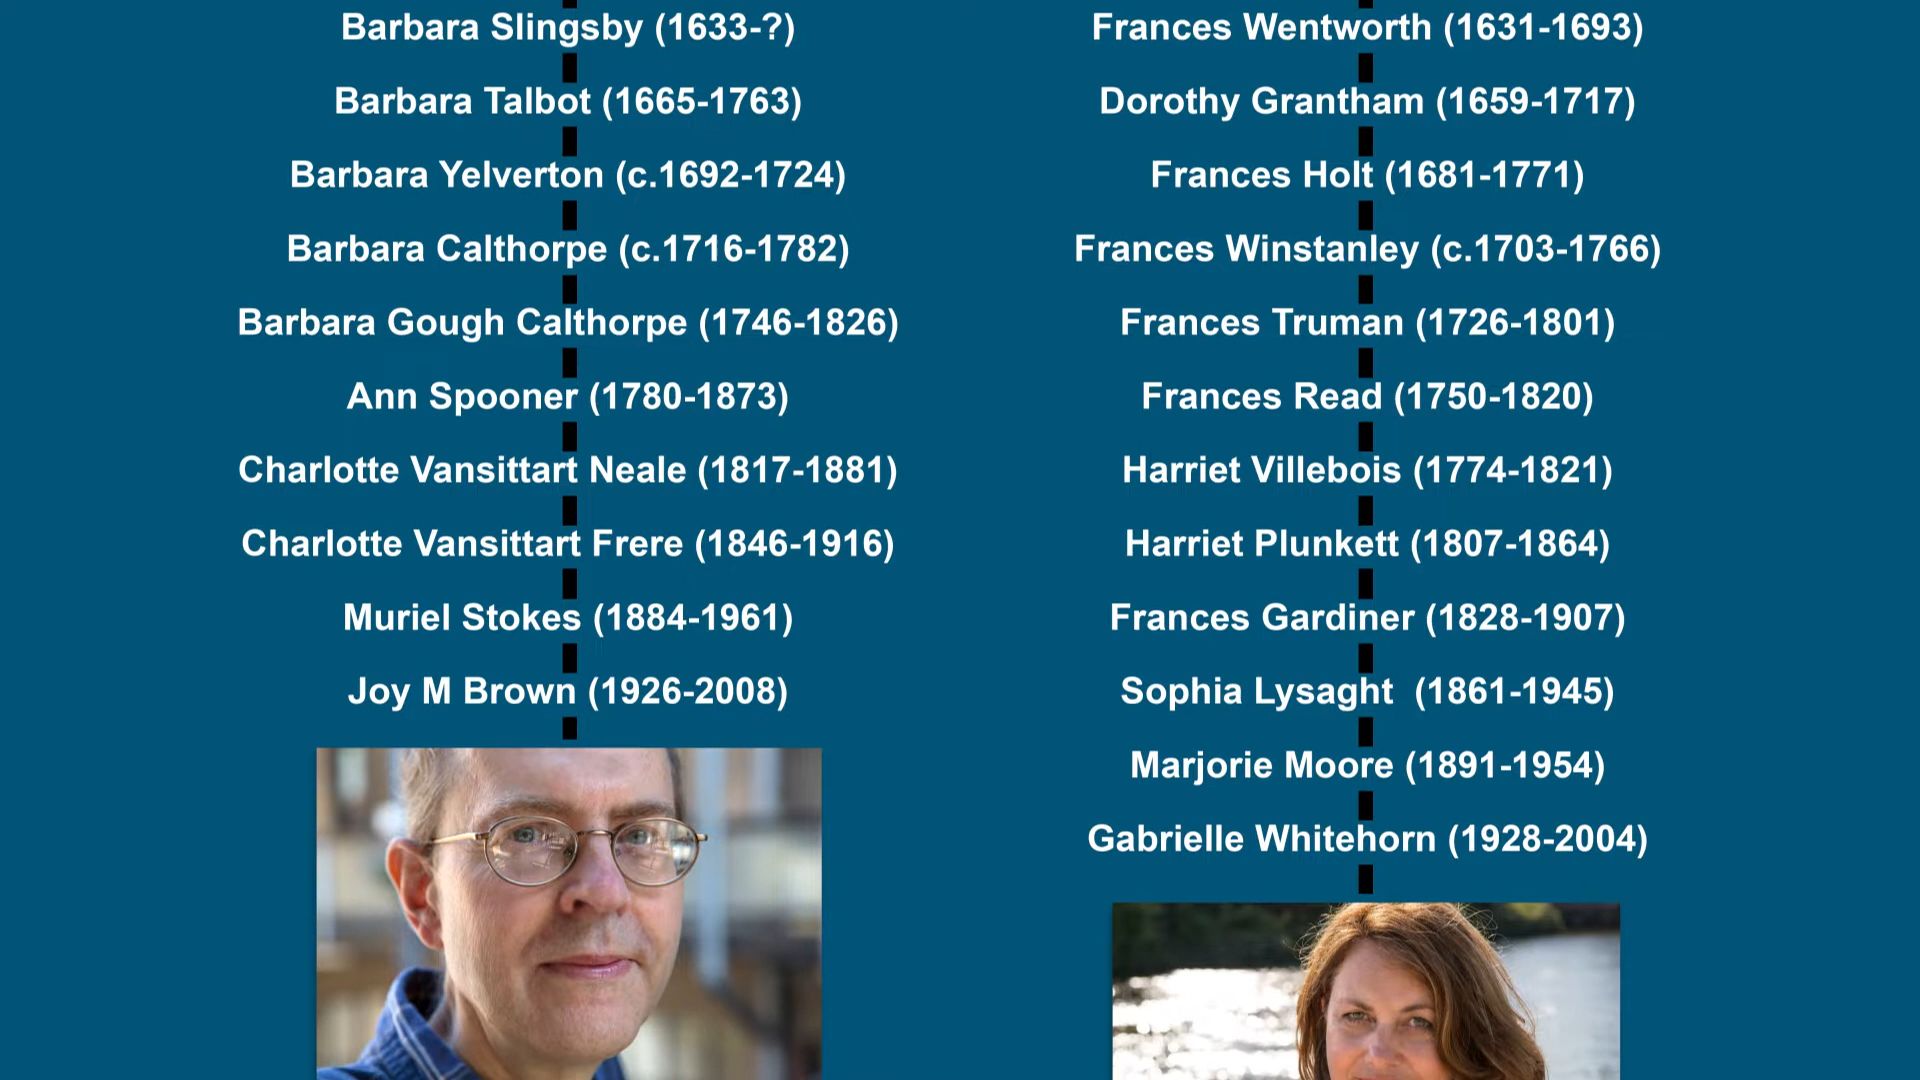 Barbara Slingsby (1633-?)
Barbara Talbot (1665-1763)
Barbara Yelverton (c.1692-1724)
Barbara Calthorpe (c.1716-1782)
Barbara Gough Calthorpe (1746-1826)
Ann Spooner (1780-1873)
Charlotte Vansittart Neale (1817-1881)
Charlotte Vansittart Frere (1846-1916)
Muriel Stokes (1884-1961)
Joy M Brown (1926-2008)
Frances Wentworth (1631-1693)
Dorothy Grantham (1659-1717)
Frances Holt (1681-1771)
Frances Winstanley (c.1703-1766)
Frances Truman (1726-1801)
Frances Read (1750-1820)
Harriet Villebois (1774-1821)
Harriet Plunkett (1807-1864)
Frances Gardiner (1828-1907)
Sophia Lysaght (1861-1945)
Marjorie Moore (1891-1954)
Gabrielle Whitehorn (1928-2004)